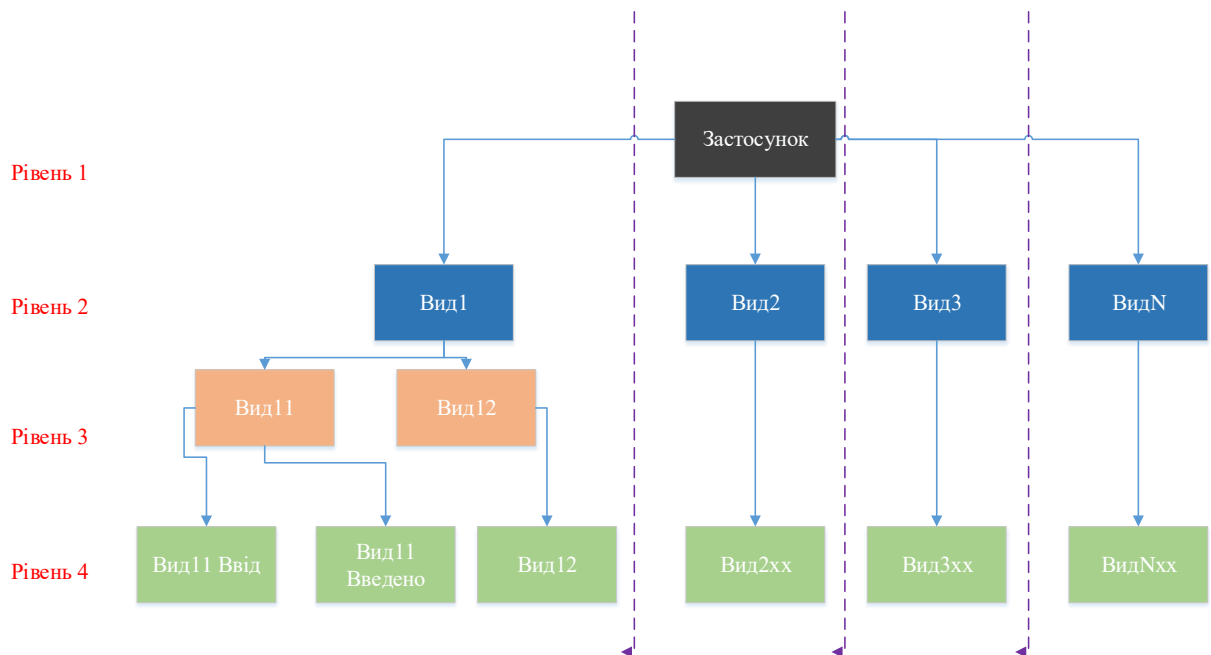 Застосунок
Рівень 1
Рівень 2
Вид1
Вид2
Вид3
ВидN
Вид11
Вид12
Рівень 3
Рівень 4
Вид11 Ввід
Вид11
Введено
Вид12
Вид2хх
Вид3хх
ВидNхх